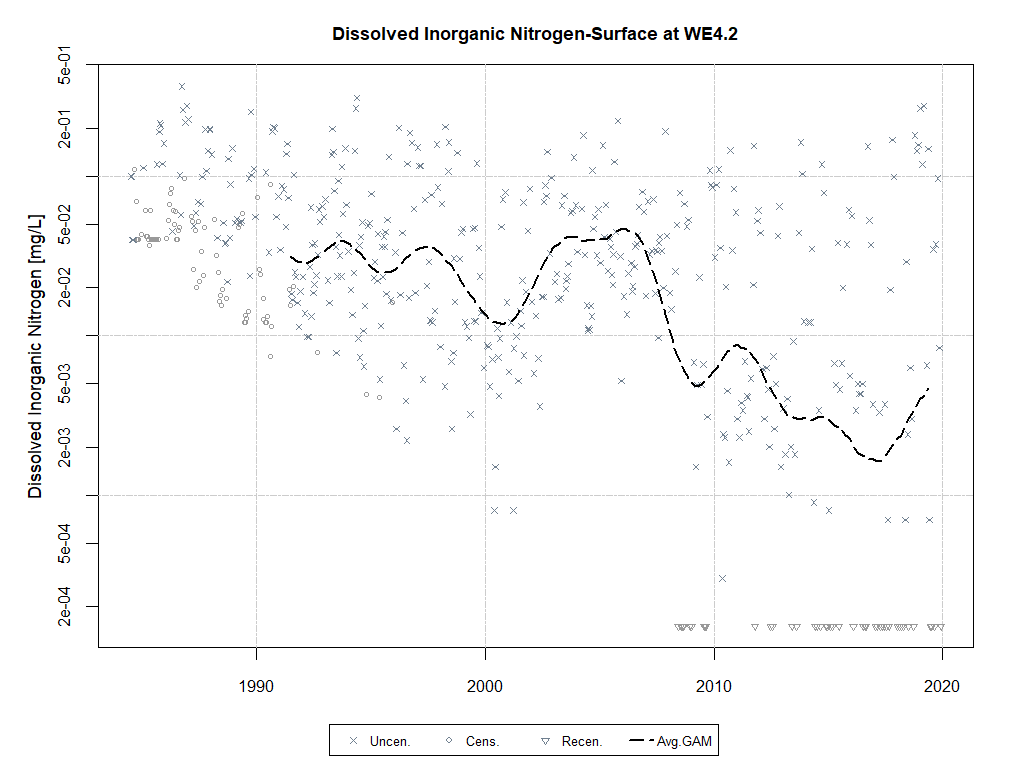 Dissolved Inorganic Nitrogen-Surface at WE4.2
Dissolved Inorganic Nitrogen [mg/L]
5e-01
2e-01
5e-02
2e-02
5e-03
2e-03
5e-04
2e-04
1990 2000 2010 2020
Uncen. Cens. Recen. Avg.GAM